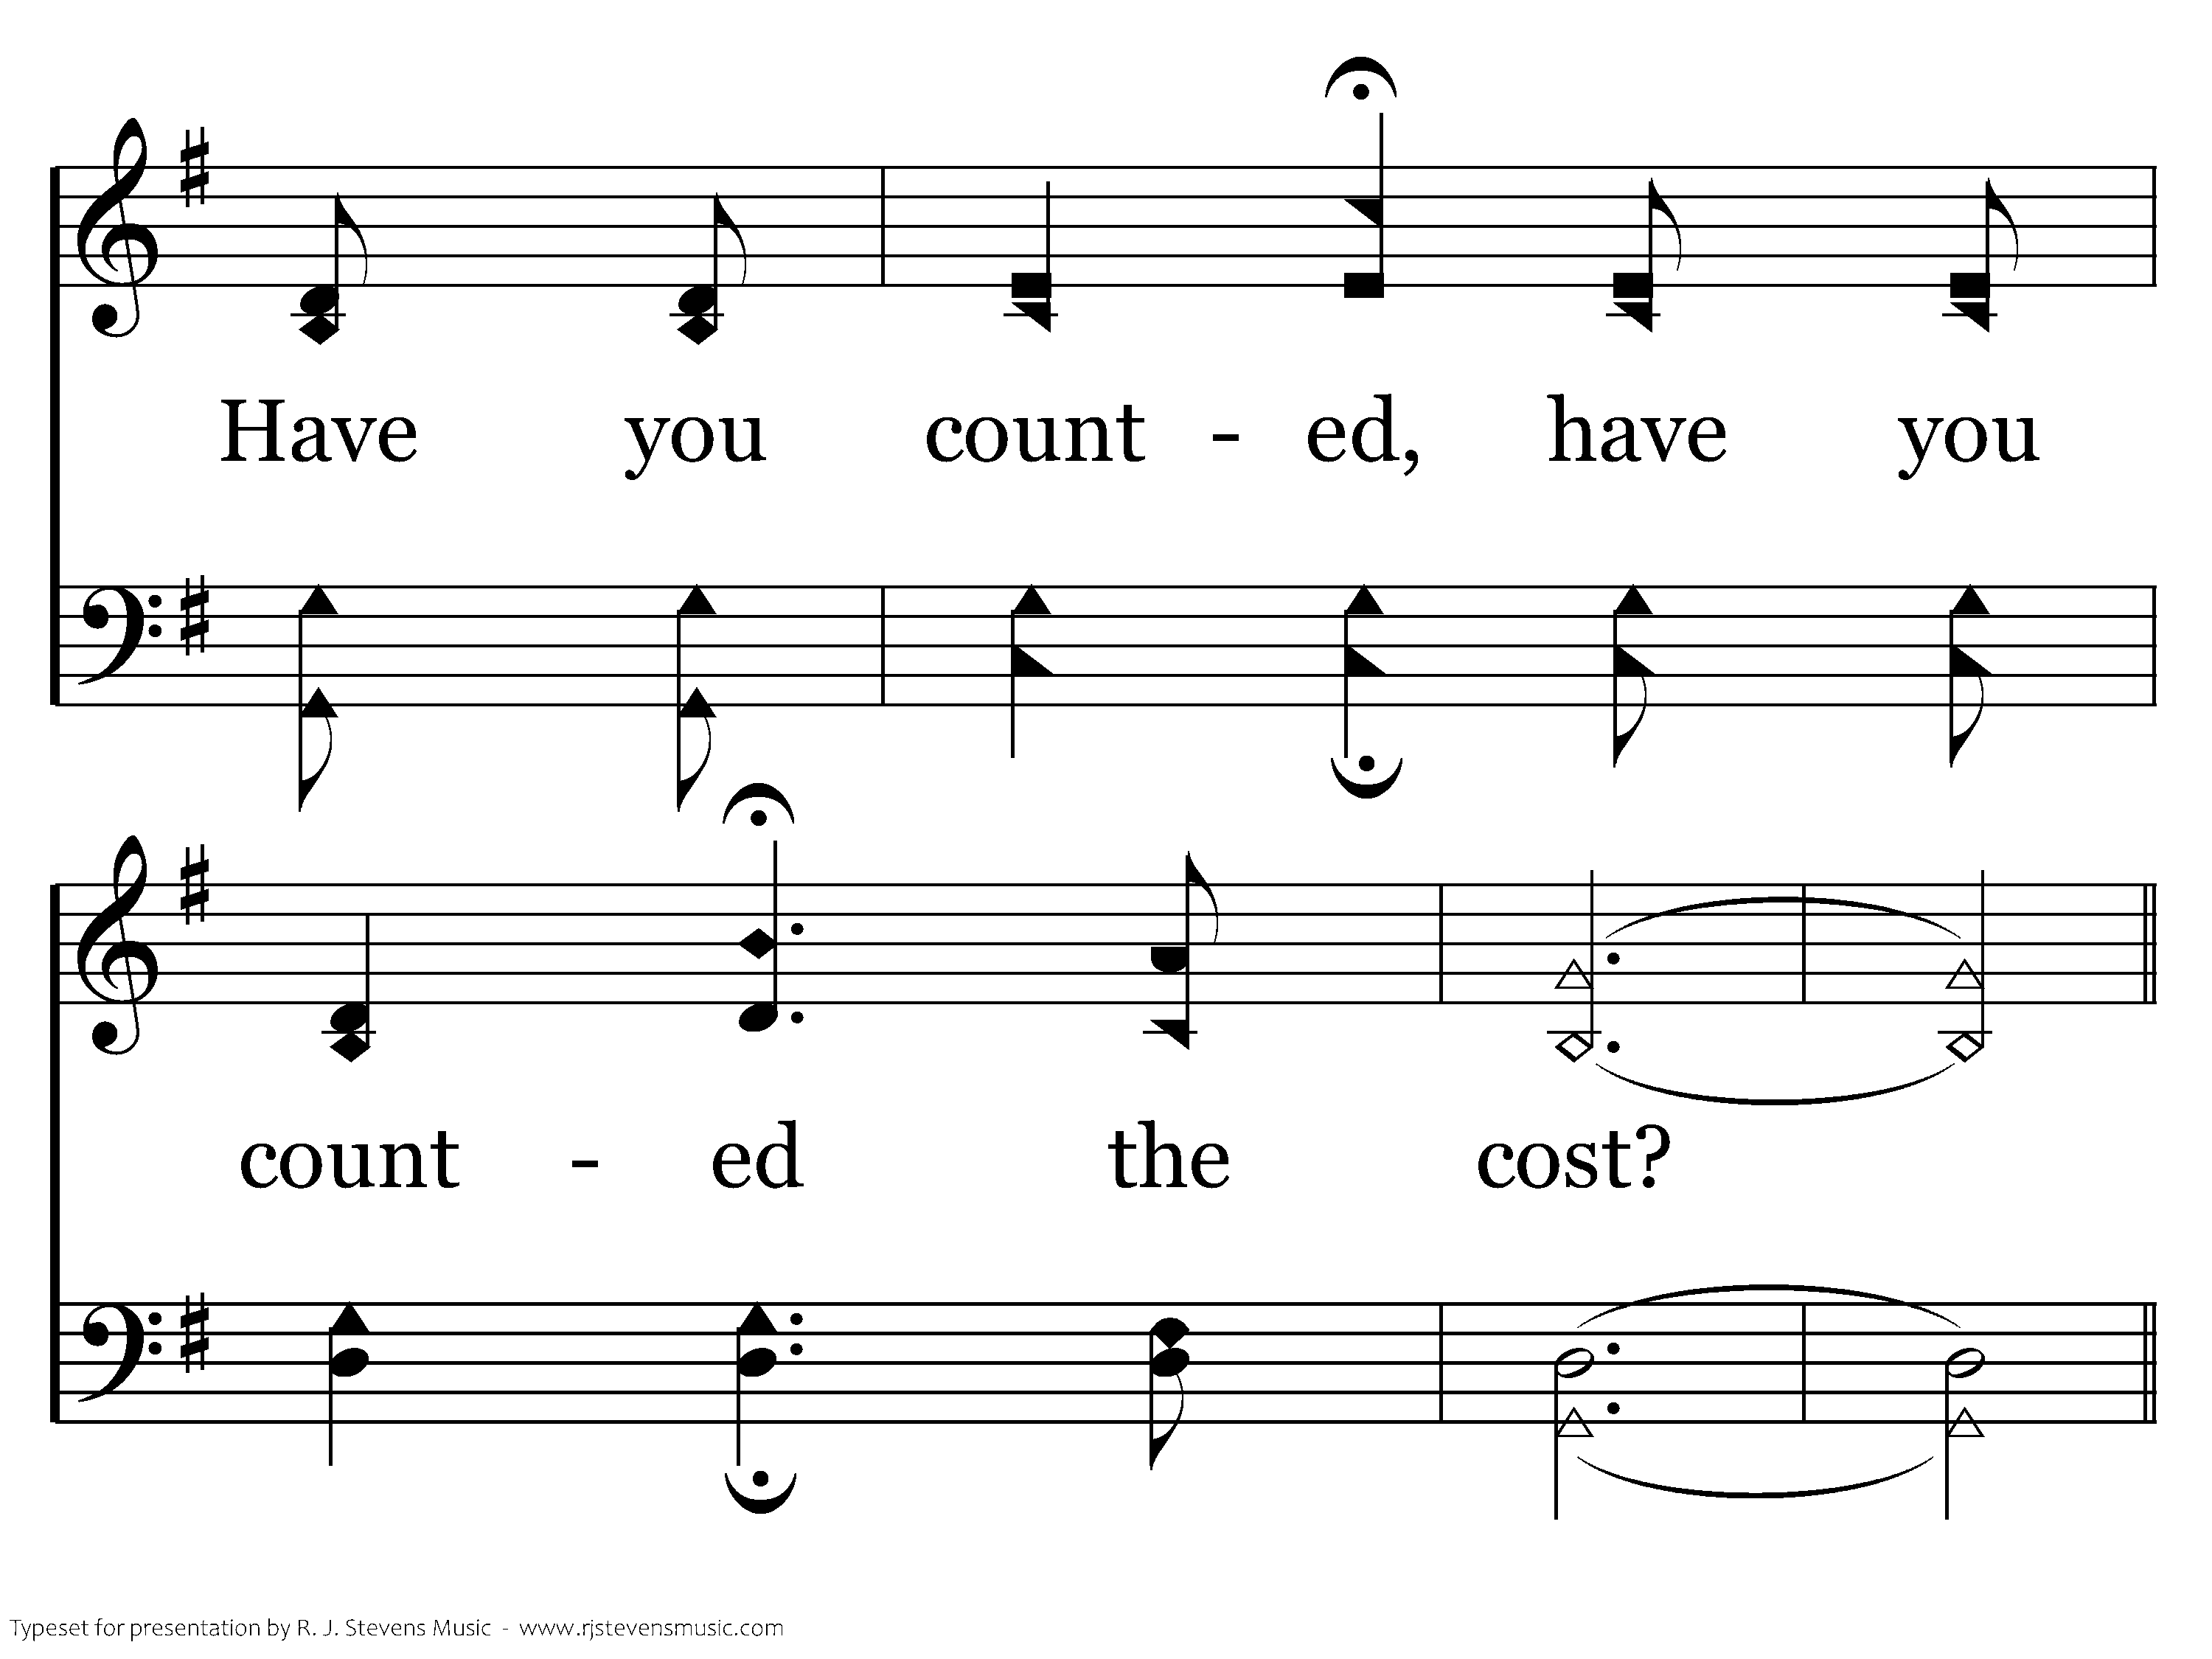 Have you count - ed, have you
count - ed the cost?
Typeset for presentation by R. J. Stevens Music - www.rjstevensmusic.com